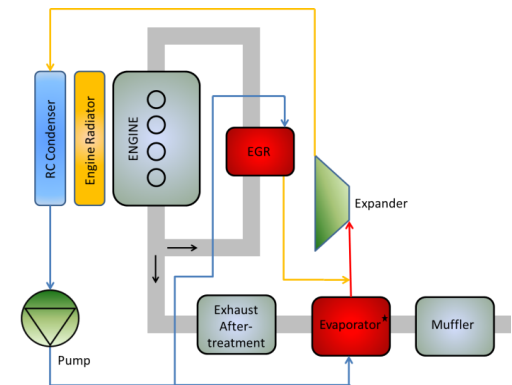 RC Condenser
Engine Radiator
ENGINE
EGR
Expander
Pump
Exhaust
After-
treatment
Evaporator*
Muffler